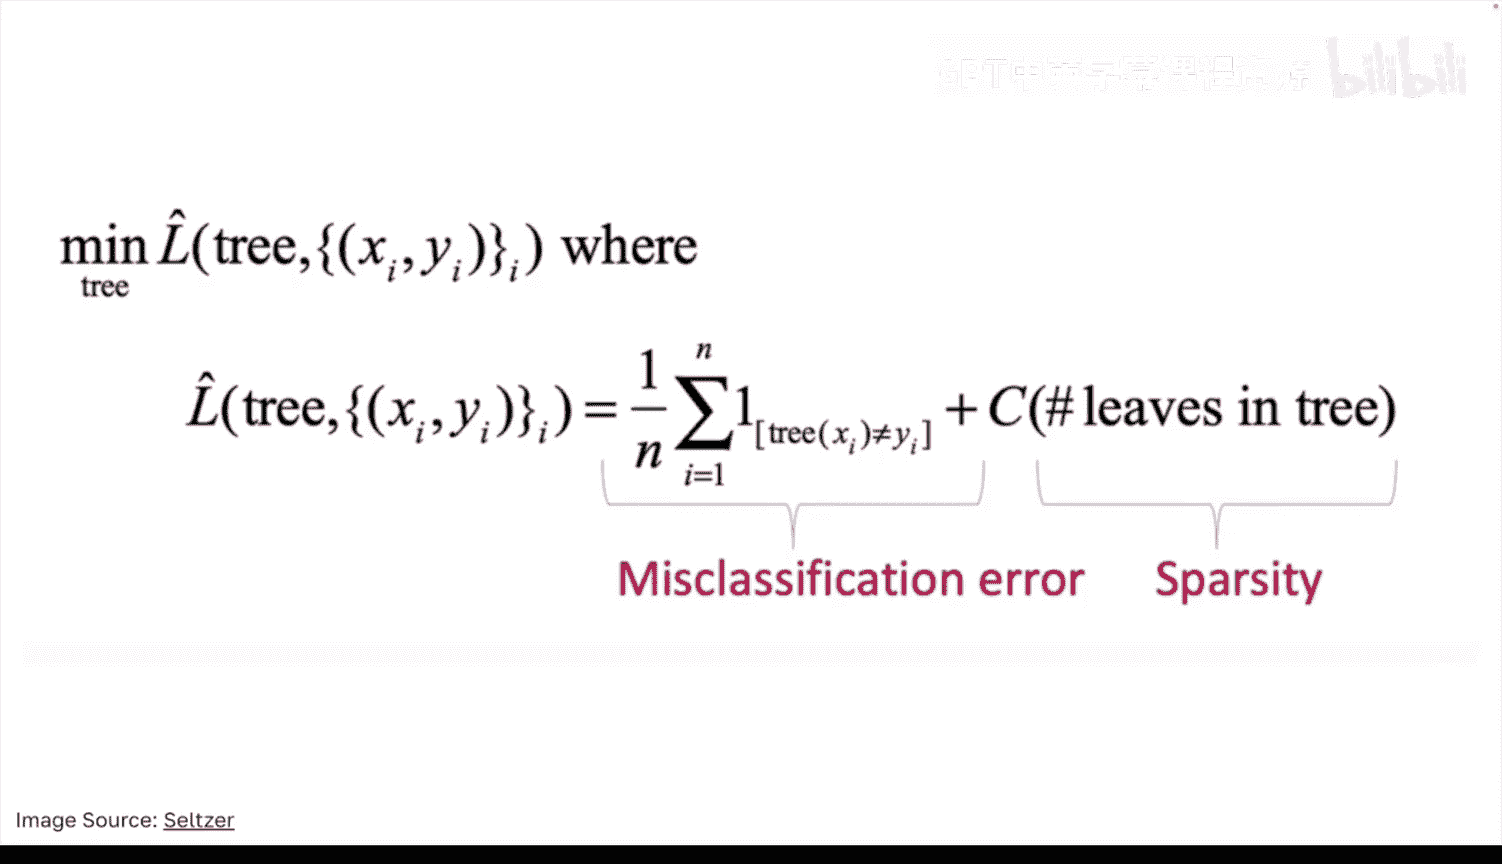 bilibili
min L̂(tree,{(xᵢ,yᵢ)}ᵢ) where
tree
L̂(tree,{(xᵢ,yᵢ)}ᵢ) = 1/n ∑ᵢ₌₁ⁿ 1[tree(xᵢ)≠yᵢ] + C(# leaves in tree)
Misclassification error Sparsity
Image Source: Seltzer